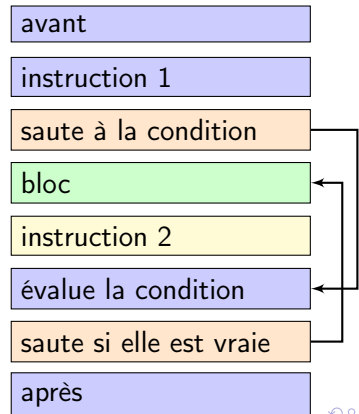 avant
instruction 1
saute à la condition
bloc
instruction 2
évalue la condition
saute si elle est vraie
après